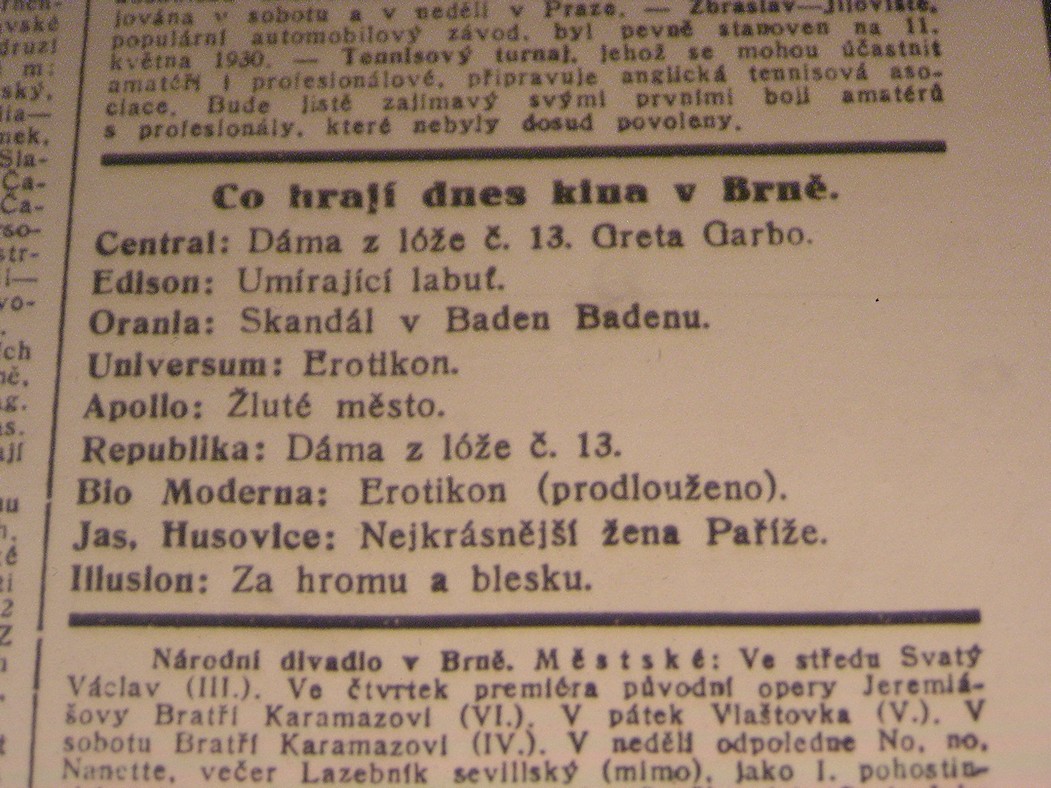 jována v sobotu a v neděli v Praze. — Zbraslav—Jíloviště,
populární automobilový závod, byl pevně stanoven na 11.
května 1930. — Tennisový turnaj, jehož se mohou účastnit
amatéři i profesionálové, připravuje anglická tennisová aso-
ciace. Bude jistě zajímavý svými prvními boji amatérů
s profesionály, které nebyly dosud povoleny.
Co hrají dnes kina v Brně.
Central: Dáma z lóže č. 13. Greta Garbo.
Edison: Umírající labuť.
Orania: Skandál v Baden Badenu.
Universum: Erotikon.
Apollo: Žluté město.
Republika: Dáma z lóže č. 13.
Bio Moderna: Erotikon (prodlouženo).
Jas, Husovice: Nejkrásnější žena Paříže.
Illusion: Za hromu a blesku.
Národní divadlo v Brně. Městské: Ve středu Svatý
Václav (III.). Ve čtvrtek premiéra původní opery Jeremiá-
šovy Bratři Karamazovi (VI.). V pátek Vlaštovka (V.). V
sobotu Bratři Karamazovi (IV.). V neděli odpoledne No, no,
Nanette, večer Lazebník sevillský (mimo), jako I. pohostin-